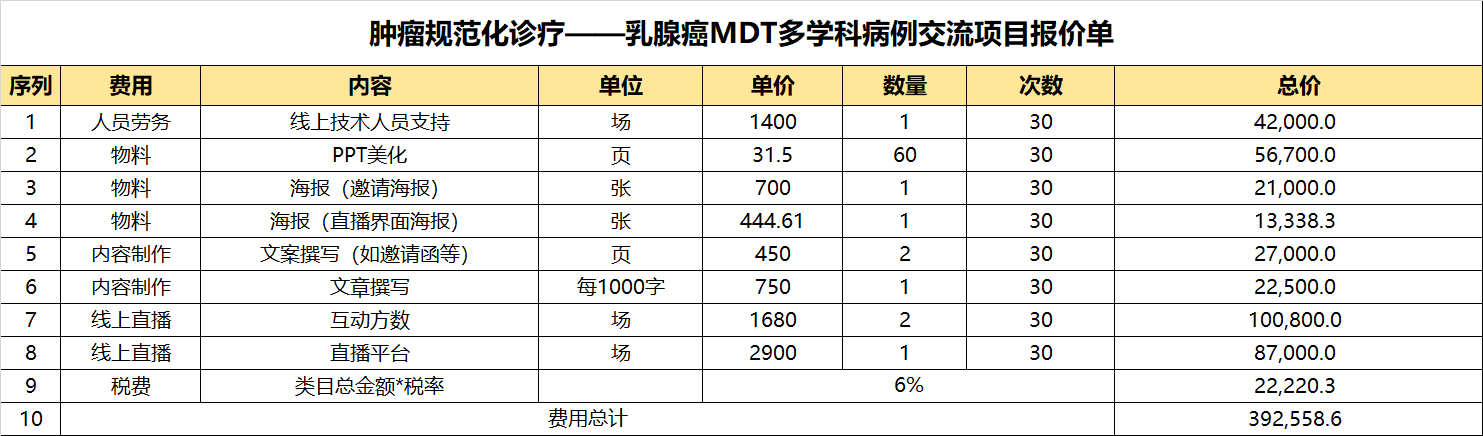 肿瘤规范化诊疗——乳腺癌MDT多学科病例交流项目报价单
序列 费用 内容 单位 单价 数量 次数 总价
1 人员劳务 线上技术人员支持 场 1400 1 30 42,000.0
2 物料 PPT美化 页 31.5 60 30 56,700.0
3 物料 海报（邀请海报） 张 700 1 30 21,000.0
4 物料 海报（直播界面海报） 张 444.61 1 30 13,338.3
5 内容制作 文案撰写（如邀请函等） 页 450 2 30 27,000.0
6 内容制作 文章撰写 每1000字 750 1 30 22,500.0
7 线上直播 互动方数 场 1680 2 30 100,800.0
8 线上直播 直播平台 场 2900 1 30 87,000.0
9 税费 类目总金额*税率 6% 22,220.3
10 费用总计 392,558.6